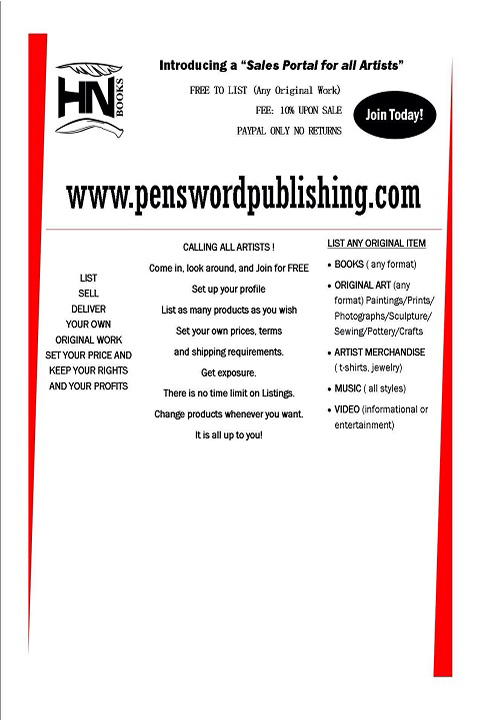 HN
BOOKS
Introducing a “Sales Portal for all Artists”
FREE TO LIST (Any Original Work)
FEE: 10% UPON SALE
PAYPAL ONLY NO RETURNS
Join Today!
www.penswordpublishing.com
LIST
SELL
DELIVER
YOUR OWN
ORIGINAL WORK
SET YOUR PRICE AND
KEEP YOUR RIGHTS
AND YOUR PROFITS
CALLING ALL ARTISTS !
Come in, look around, and Join for FREE
Set up your profile
List as many products as you wish
Set your own prices, terms
and shipping requirements.
Get exposure.
There is no time limit on Listings.
Change products whenever you want.
It is all up to you!
LIST ANY ORIGINAL ITEM
• BOOKS ( any format)
• ORIGINAL ART (any
format) Paintings/Prints/
Photographs/Sculpture/
Sewing/Pottery/Crafts
• ARTIST MERCHANDISE
( t-shirts, jewelry)
• MUSIC ( all styles)
• VIDEO (informational or
entertainment)